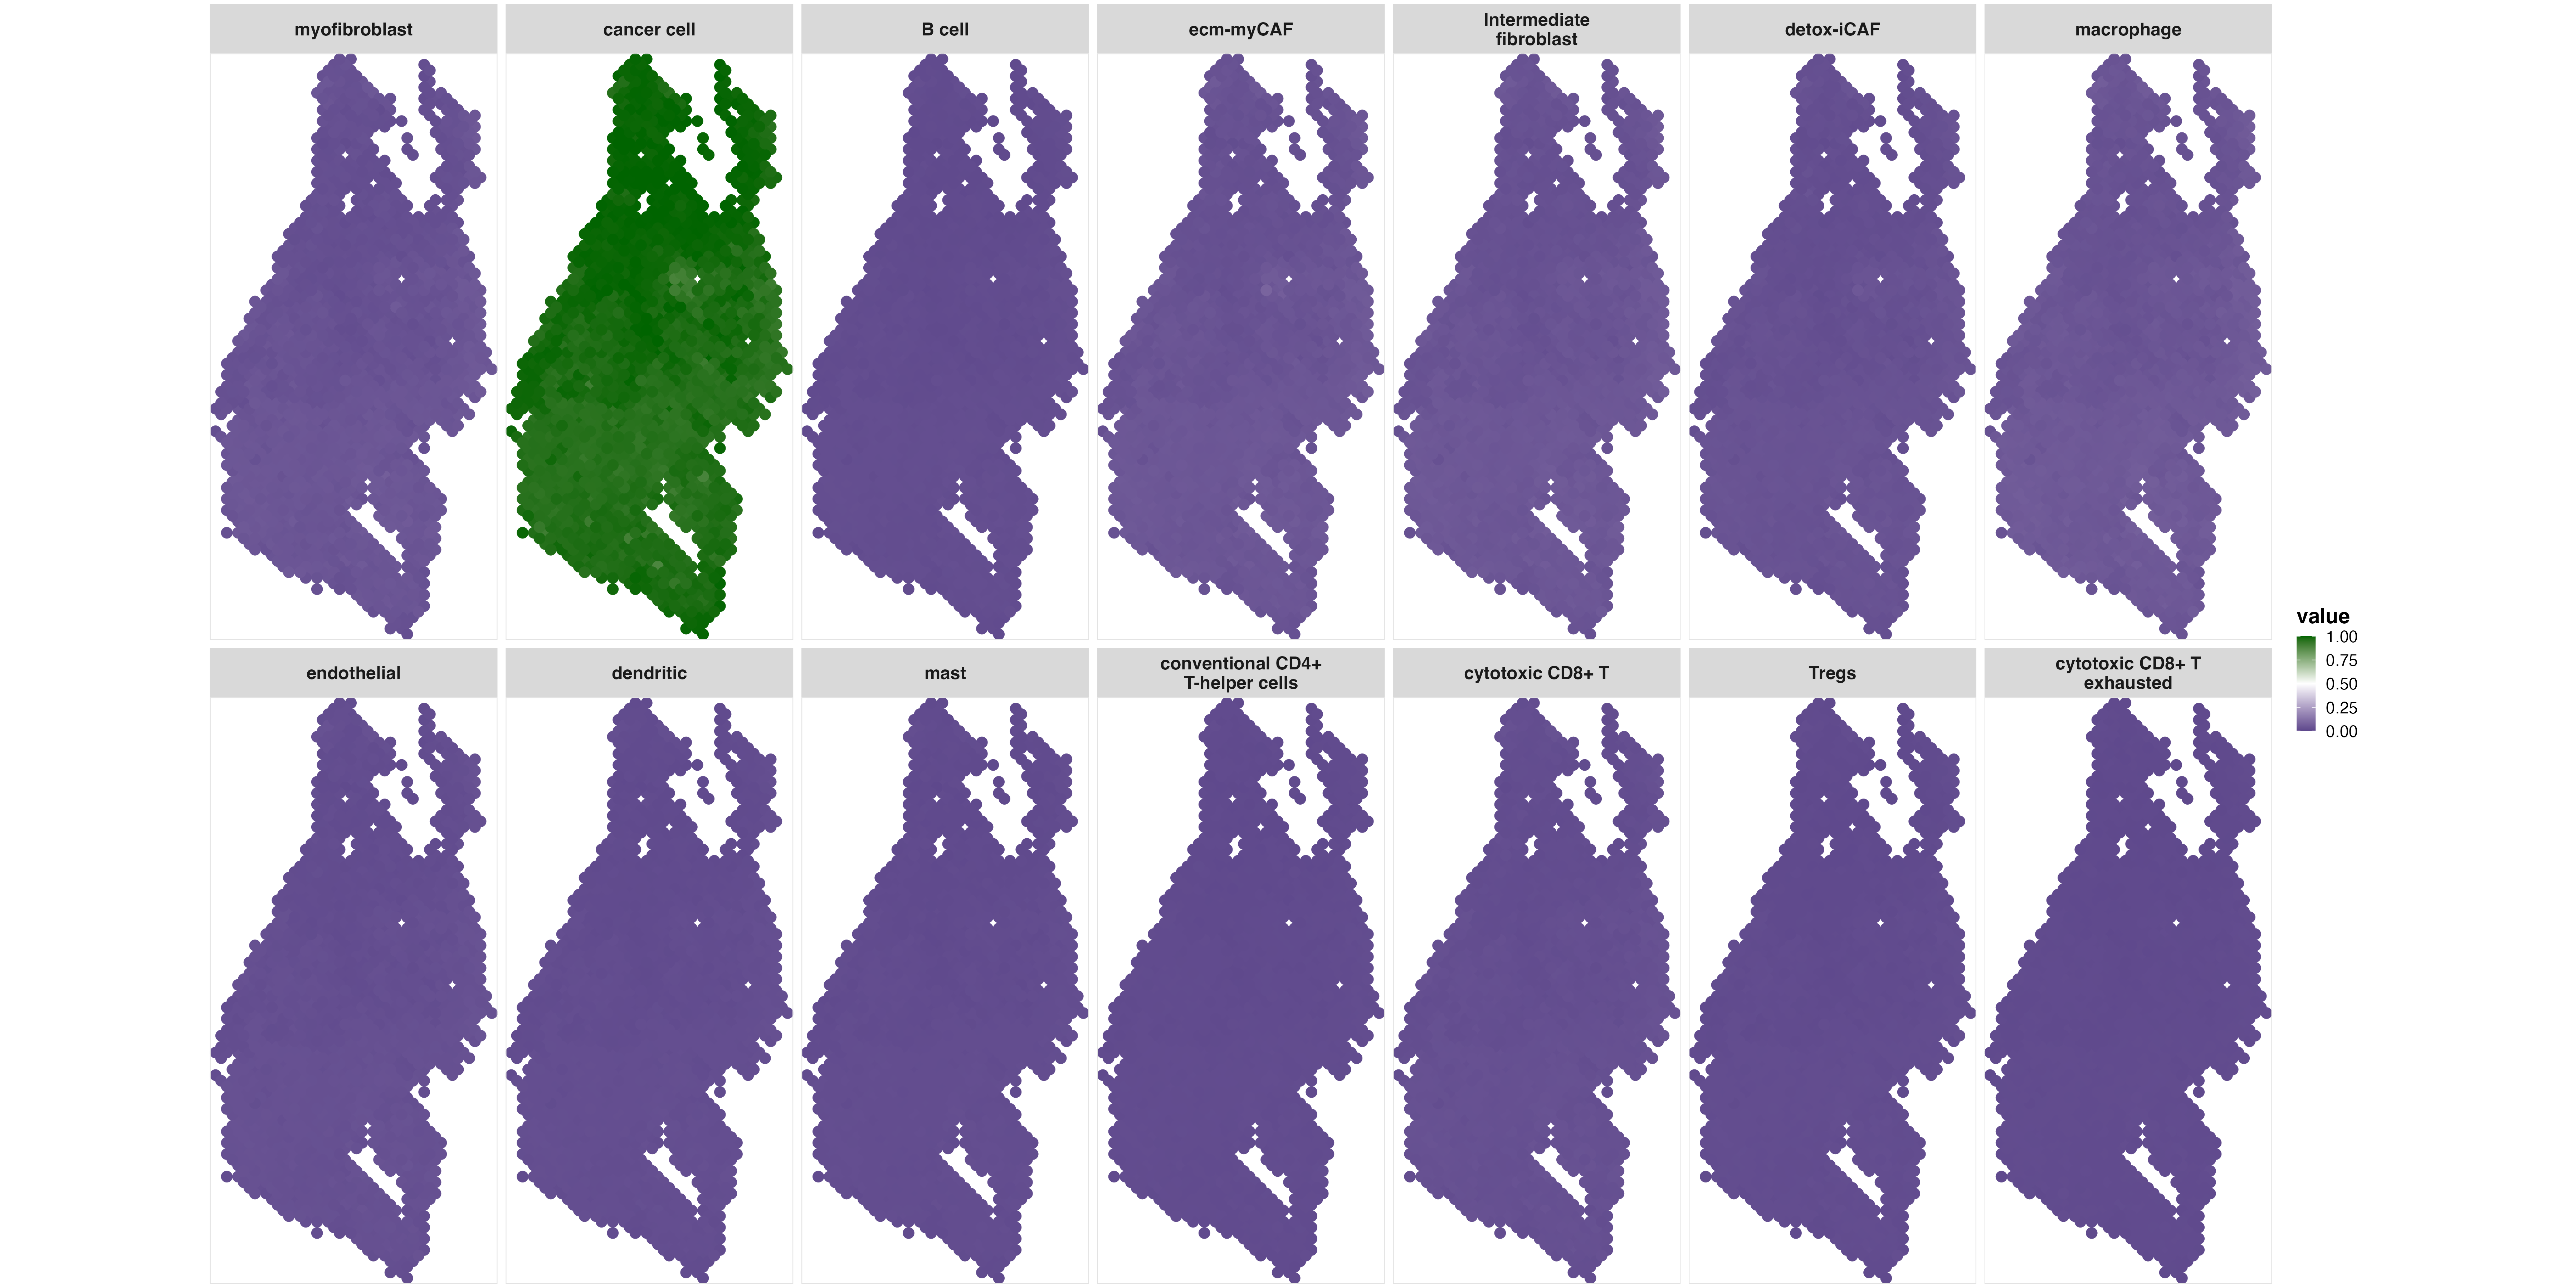 myofibroblast
cancer cell
B cell
ecm-myCAF
Intermediate
fibroblast
detox-iCAF
macrophage
value
1.00
0.75
0.50
0.25
0.00
endothelial
dendritic
mast
conventional CD4+
T-helper cells
cytotoxic CD8+ T
Tregs
cytotoxic CD8+ T
exhausted